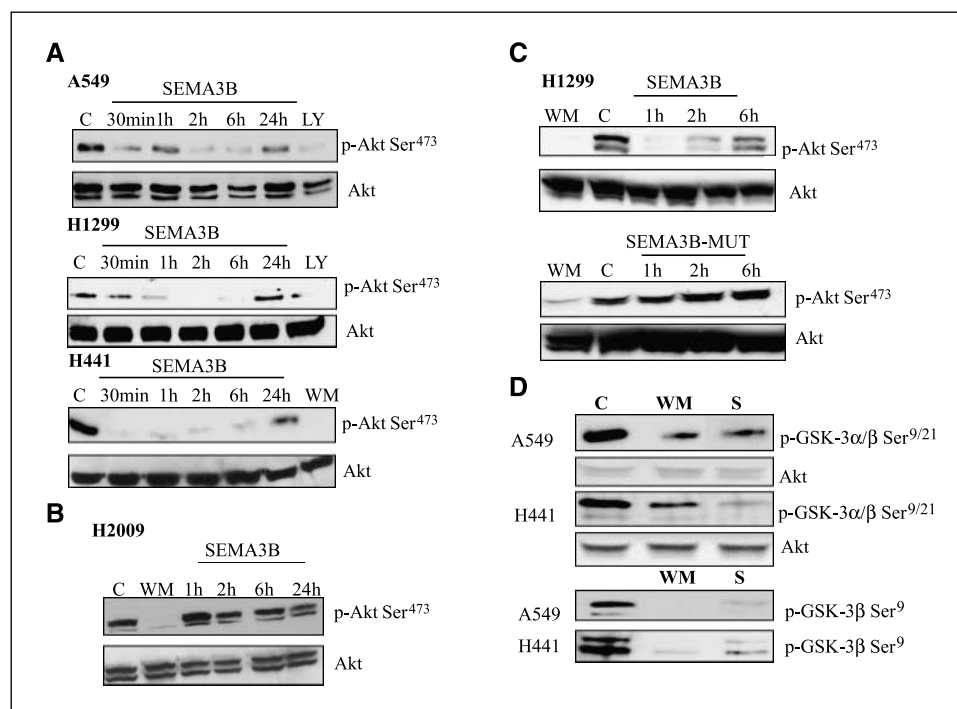 A
A549
SEMA3B
C 30min 1h 2h 6h 24h LY
p-Akt Ser473
Akt
H1299
SEMA3B
C 30min 1h 2h 6h 24h LY
p-Akt Ser473
Akt
H441
SEMA3B
C 30min 1h 2h 6h 24h WM
p-Akt Ser473
Akt
B
H2009
SEMA3B
C WM 1h 2h 6h 24h
p-Akt Ser473
Akt
C
H1299
SEMA3B
WM C 1h 2h 6h
p-Akt Ser473
Akt
SEMA3B-MUT
WM C 1h 2h 6h
p-Akt Ser473
Akt
D
C WM S
A549 p-GSK-3α/β Ser9/21
Akt
H441 p-GSK-3α/β Ser9/21
Akt
WM S
A549 p-GSK-3β Ser9
H441 p-GSK-3β Ser9